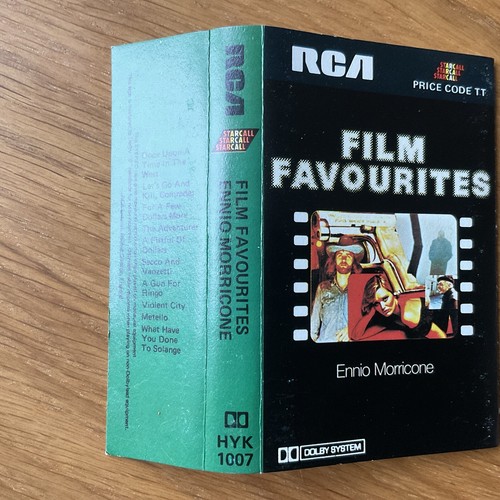 RCA
STARCALL
STARCALL
STARCALL
PRICE CODE TT
FILM
FAVOURITES
Ennio Morricone
DOLBY SYSTEM
RCA
STARCALL
STARCALL
STARCALL
FILM FAVOURITES
ENNIO MORRICONE
HYK
1007
Once Upon A
Time In The
West
Let's Go And
Kill, Comrades
For A Few
Dollars More
The Adventurer
A Fistful Of
Dollars
Sacco And
Vanzetti
A Gun For
Ringo
Violent City
Metello
What Have
You Done
To Solange